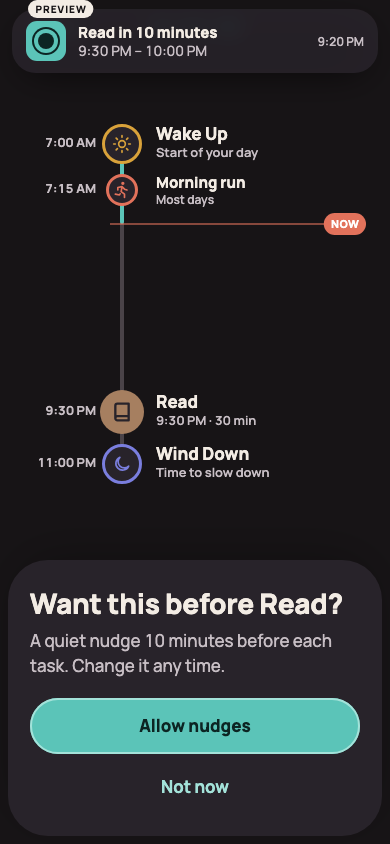 PREVIEW
Read in 10 minutes
9:30 PM – 10:00 PM
9:20 PM
7:00 AM
Wake Up
Start of your day
7:15 AM
Morning run
Most days
NOW
9:30 PM
Read
9:30 PM · 30 min
11:00 PM
Wind Down
Time to slow down
Want this before Read?
A quiet nudge 10 minutes before each
task. Change it any time.
Allow nudges
Not now